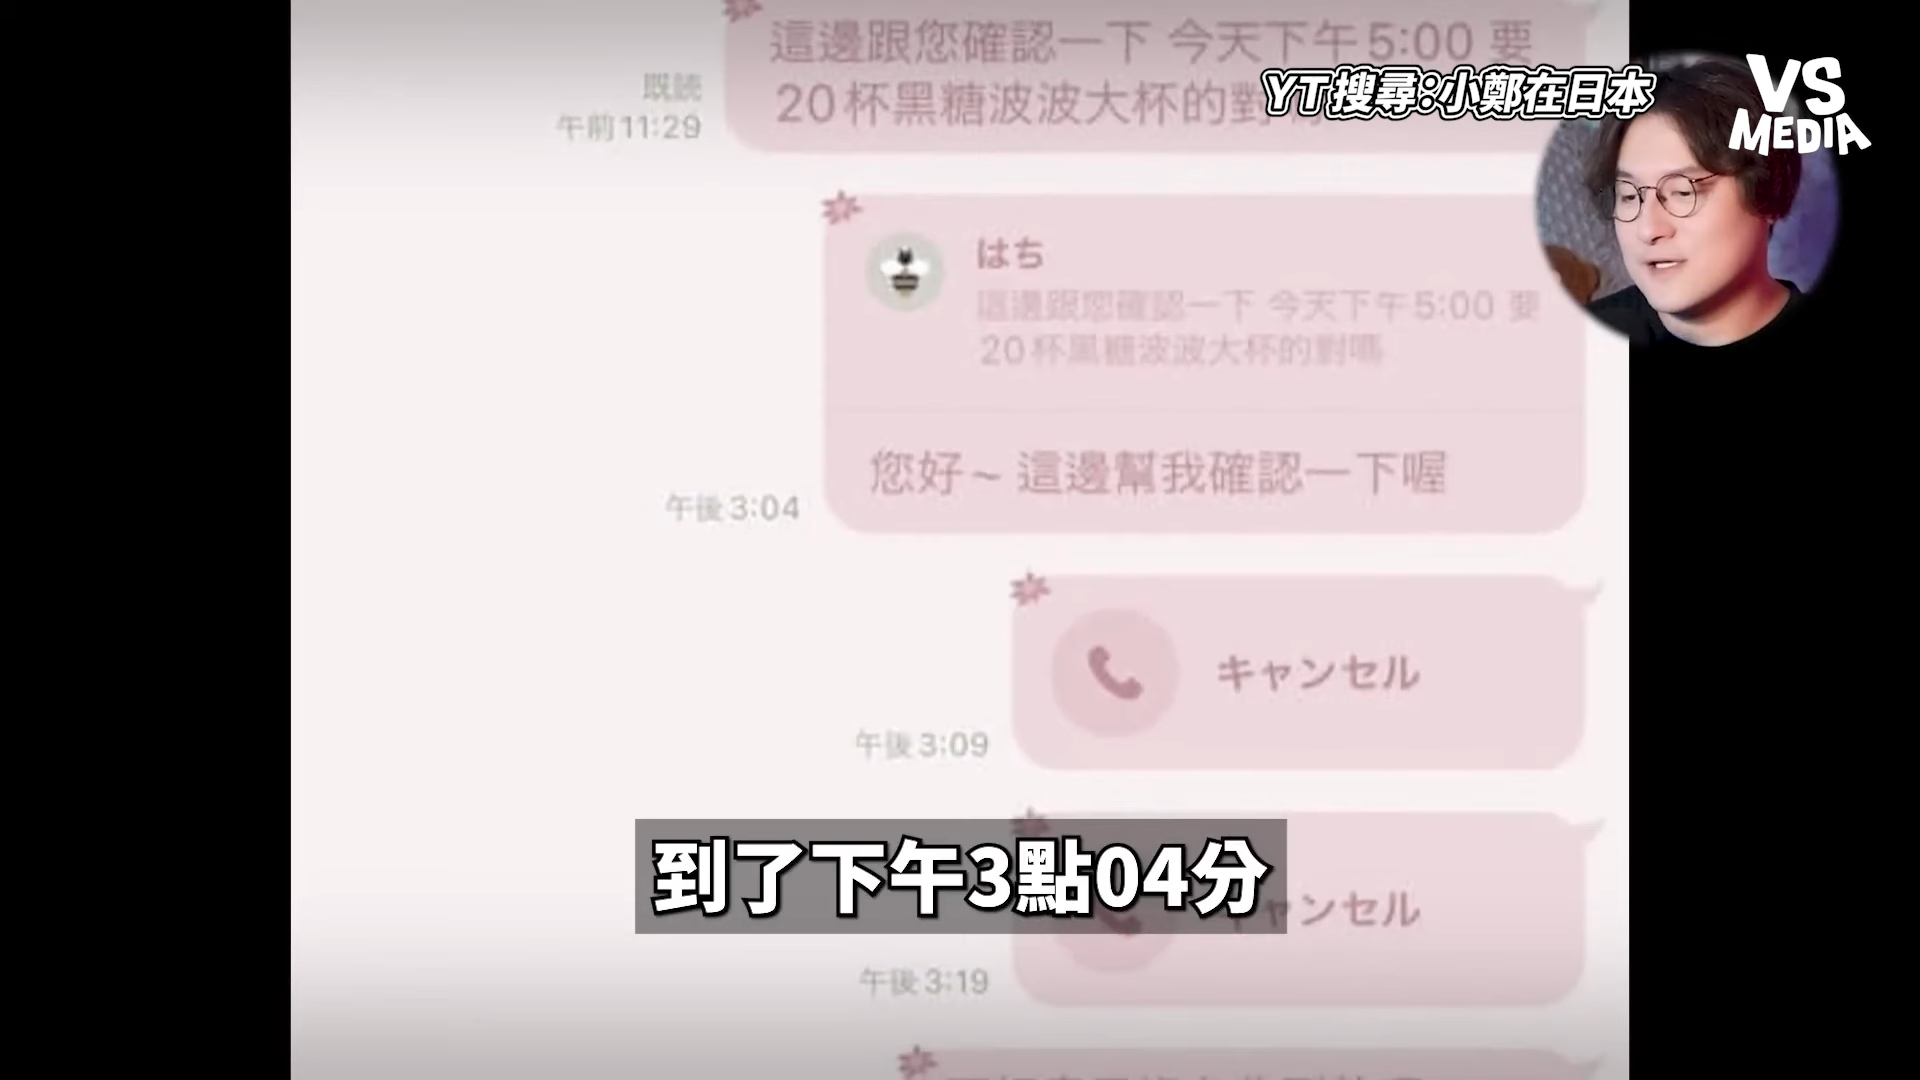 這邊跟您確認一下 今天下午5:00 要
20杯黑糖波波大杯的對
既読
午前11:29
YT搜尋:小鄭在日本
VS
MEDIA
はち
這邊跟您確認一下 今天下午5:00 要
20杯黑糖波波大杯的對嗎
您好~ 這邊幫我確認一下喔
午後3:04
キャンセル
午後3:09
到了下午3點04分
キャンセル
午後3:19